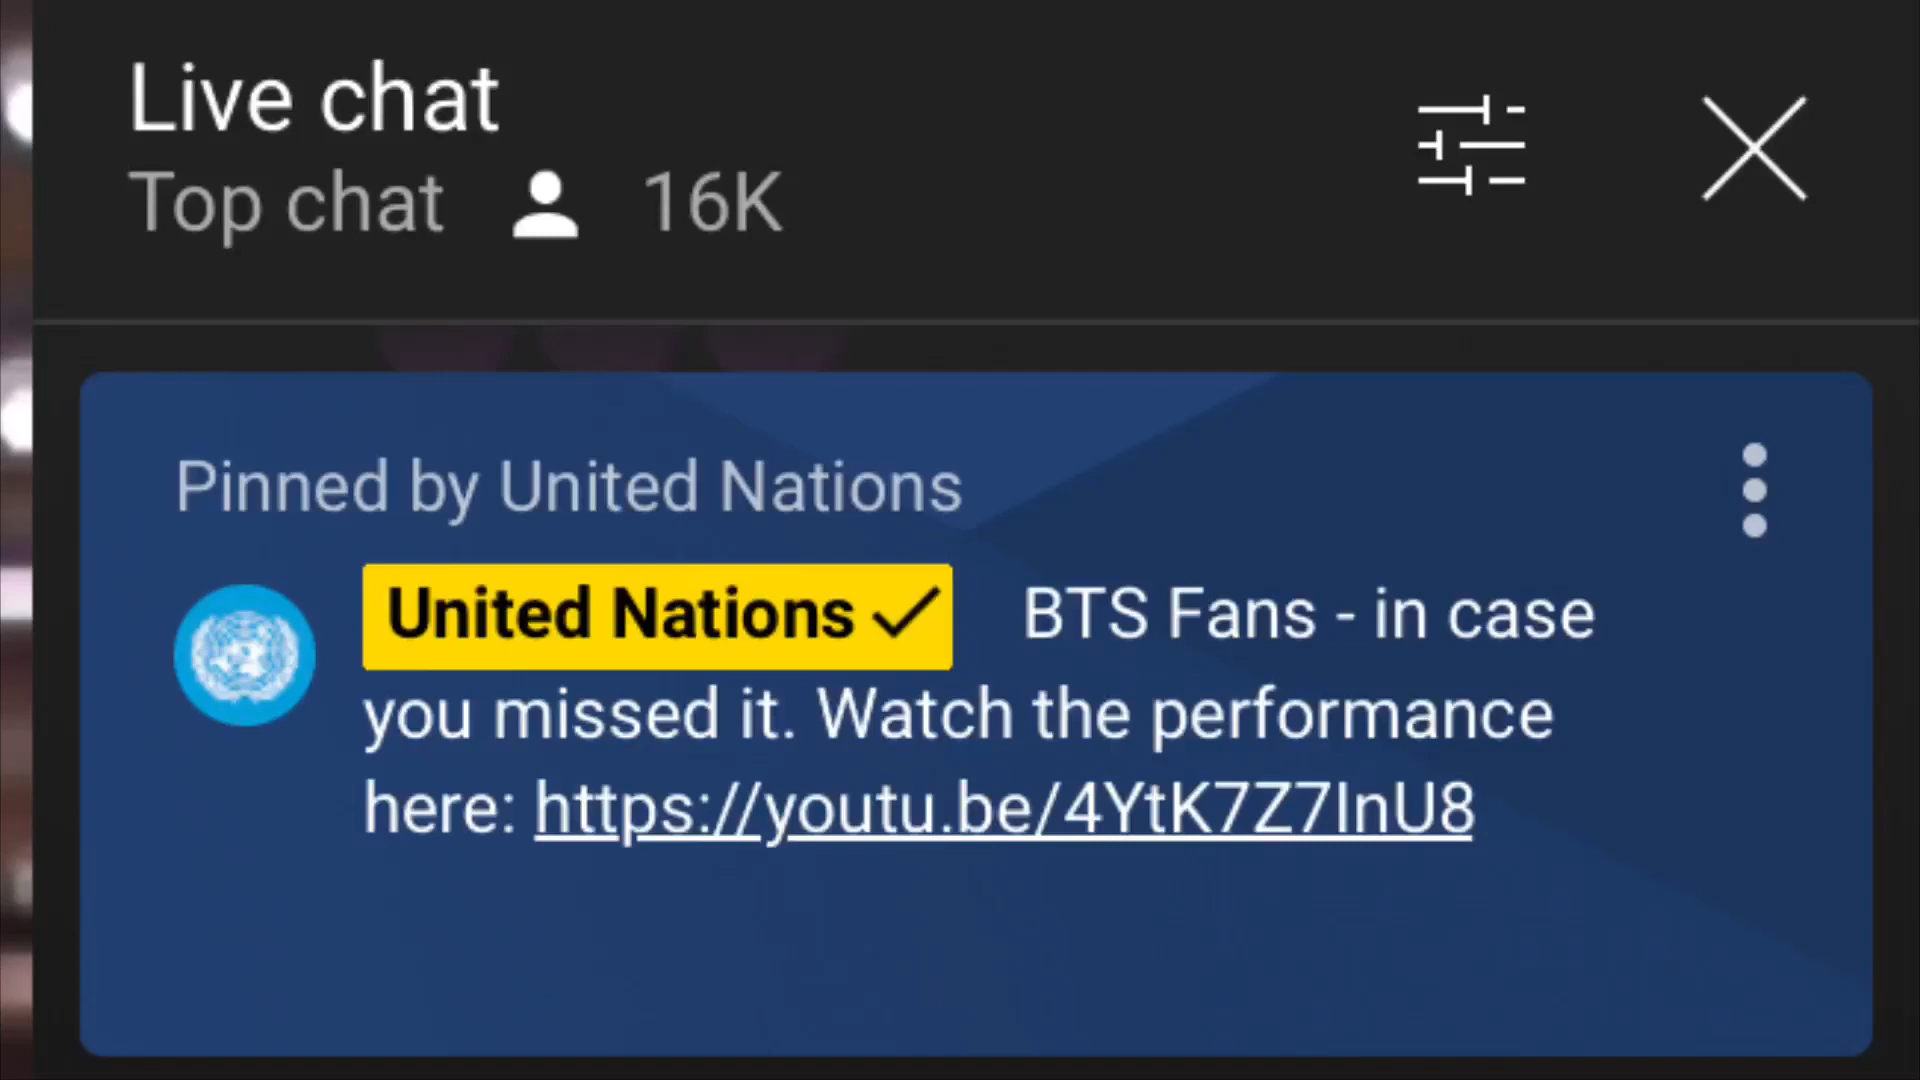 Live chat
Top chat 16K
Pinned by United Nations
United Nations BTS Fans - in case
you missed it. Watch the performance
here: https://youtu.be/4YtK7Z7InU8